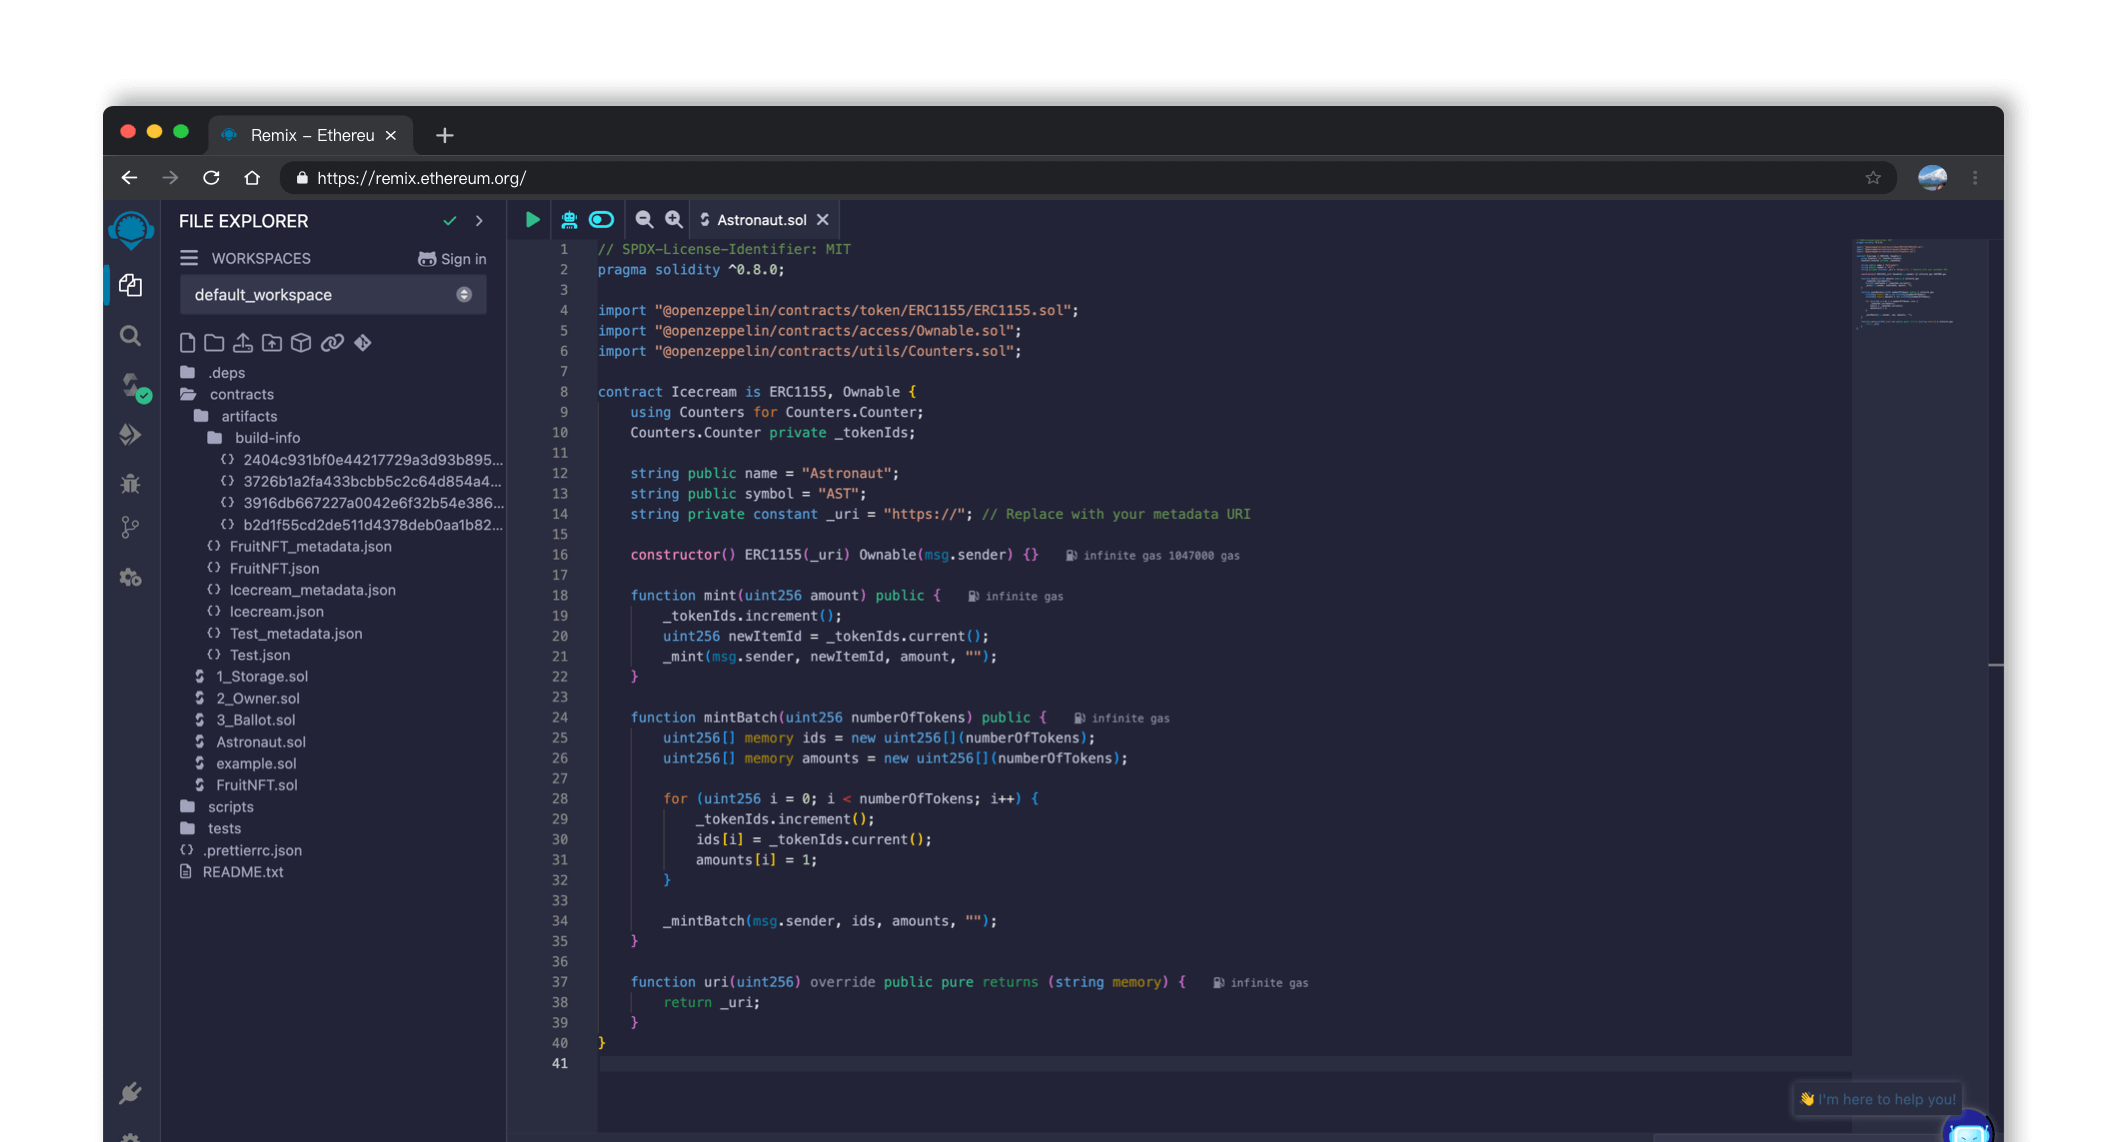 Remix – Ethereu
https://remix.ethereum.org/
FILE EXPLORER
WORKSPACES
Sign in
default_workspace
.deps
contracts
artifacts
build-info
2404c931bf0e44217729a3d93b895...
3726b1a2fa433bcbb5c2c64d854a4...
3916db667227a0042e6f32b54e386...
b2d1f55cd2de511d4378deb0aa1b82...
FruitNFT_metadata.json
FruitNFT.json
Icecream_metadata.json
Icecream.json
Test_metadata.json
Test.json
1_Storage.sol
2_Owner.sol
3_Ballot.sol
Astronaut.sol
example.sol
FruitNFT.sol
scripts
tests
.prettierrc.json
README.txt
Astronaut.sol
1 // SPDX-License-Identifier: MIT
2 pragma solidity ^0.8.0;
3
4 import "@openzeppelin/contracts/token/ERC1155/ERC1155.sol";
5 import "@openzeppelin/contracts/access/Ownable.sol";
6 import "@openzeppelin/contracts/utils/Counters.sol";
7
8 contract Icecream is ERC1155, Ownable {
9 using Counters for Counters.Counter;
10 Counters.Counter private _tokenIds;
11
12 string public name = "Astronaut";
13 string public symbol = "AST";
14 string private constant _uri = "https://"; // Replace with your metadata URI
15
16 constructor() ERC1155(_uri) Ownable(msg.sender) {} infinite gas 1047000 gas
17
18 function mint(uint256 amount) public { infinite gas
19 _tokenIds.increment();
20 uint256 newItemId = _tokenIds.current();
21 _mint(msg.sender, newItemId, amount, "");
22 }
23
24 function mintBatch(uint256 numberOfTokens) public { infinite gas
25 uint256[] memory ids = new uint256[](numberOfTokens);
26 uint256[] memory amounts = new uint256[](numberOfTokens);
27
28 for (uint256 i = 0; i < numberOfTokens; i++) {
29 _tokenIds.increment();
30 ids[i] = _tokenIds.current();
31 amounts[i] = 1;
32 }
33
34 _mintBatch(msg.sender, ids, amounts, "");
35 }
36
37 function uri(uint256) override public pure returns (string memory) { infinite gas
38 return _uri;
39 }
40 }
41
👋 I'm here to help you!